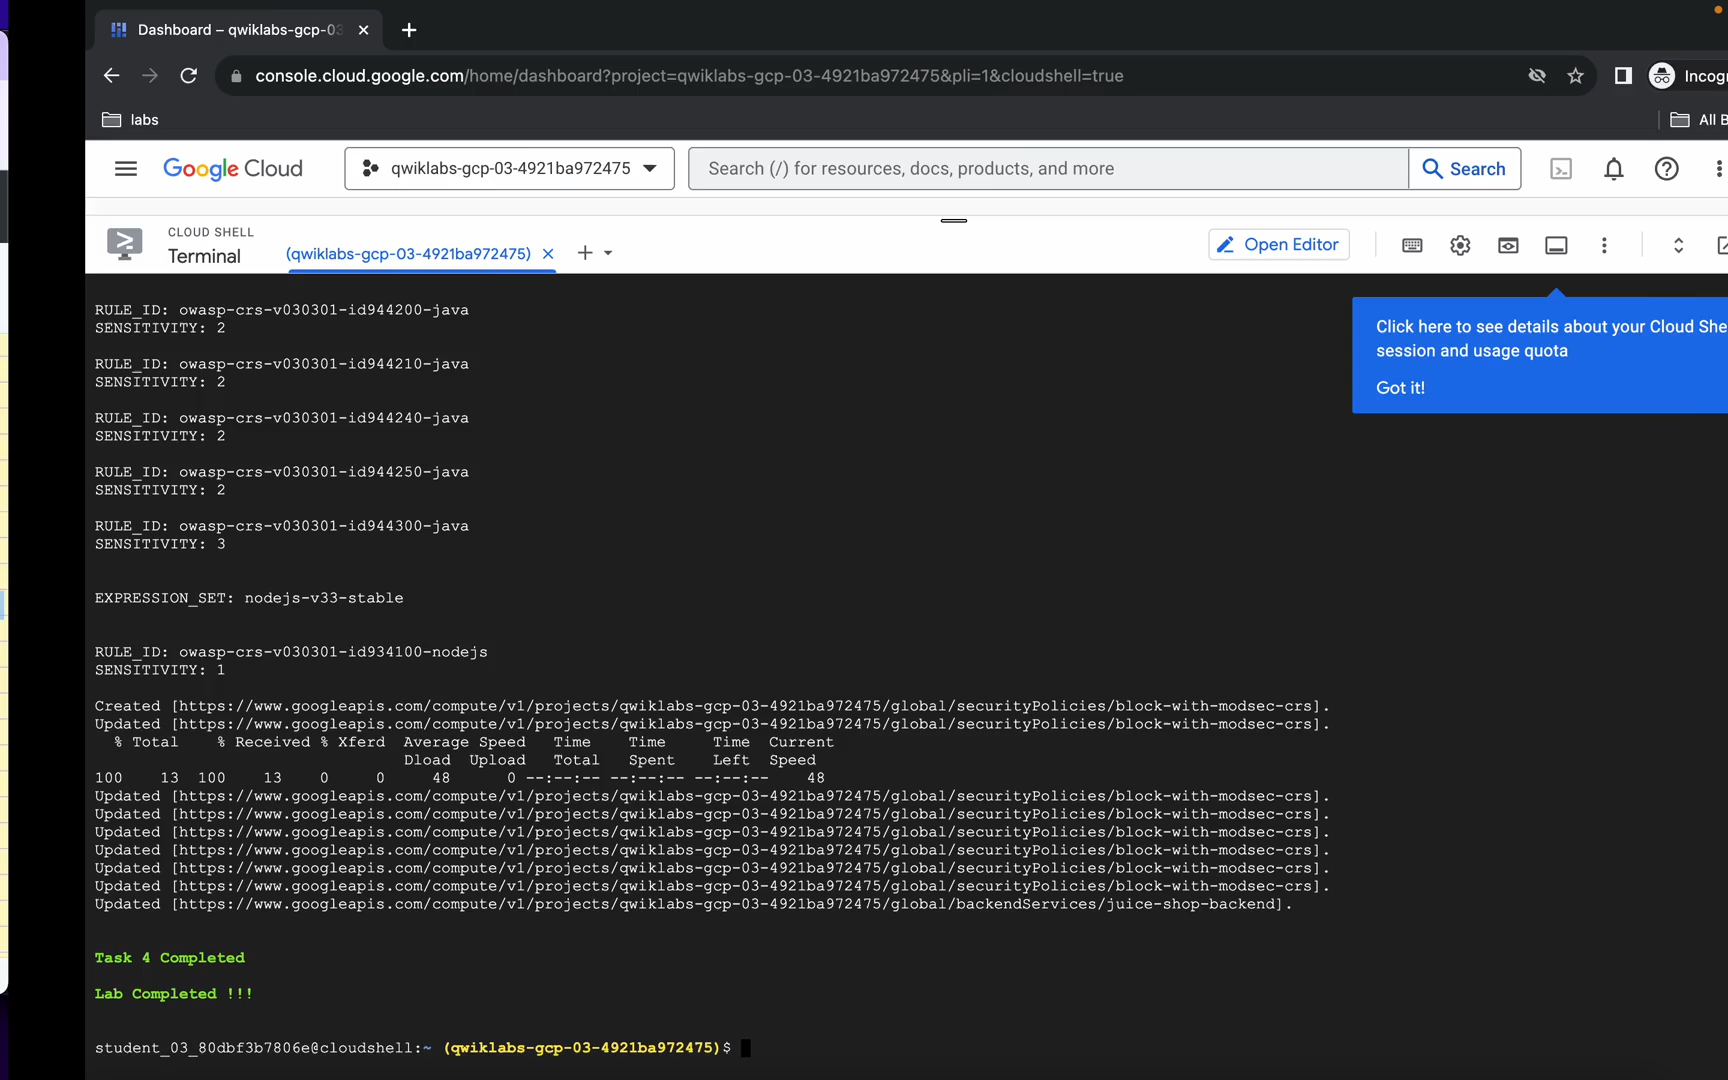 Dashboard – qwiklabs-gcp-03
console.cloud.google.com/home/dashboard?project=qwiklabs-gcp-03-4921ba972475&pli=1&cloudshell=true
Incog
labs
All B
Google Cloud
qwiklabs-gcp-03-4921ba972475
Search (/) for resources, docs, products, and more
Search
CLOUD SHELL
Terminal
(qwiklabs-gcp-03-4921ba972475)
Open Editor
Click here to see details about your Cloud She
session and usage quota
Got it!
RULE_ID: owasp-crs-v030301-id944200-java
SENSITIVITY: 2
RULE_ID: owasp-crs-v030301-id944210-java
SENSITIVITY: 2
RULE_ID: owasp-crs-v030301-id944240-java
SENSITIVITY: 2
RULE_ID: owasp-crs-v030301-id944250-java
SENSITIVITY: 2
RULE_ID: owasp-crs-v030301-id944300-java
SENSITIVITY: 3
EXPRESSION_SET: nodejs-v33-stable
RULE_ID: owasp-crs-v030301-id934100-nodejs
SENSITIVITY: 1
Created [https://www.googleapis.com/compute/v1/projects/qwiklabs-gcp-03-4921ba972475/global/securityPolicies/block-with-modsec-crs].
Updated [https://www.googleapis.com/compute/v1/projects/qwiklabs-gcp-03-4921ba972475/global/securityPolicies/block-with-modsec-crs].
% Total % Received % Xferd Average Speed Time Time Time Current
Dload Upload Total Spent Left Speed
100 13 100 13 0 0 48 0 --:--:-- --:--:-- --:--:-- 48
Updated [https://www.googleapis.com/compute/v1/projects/qwiklabs-gcp-03-4921ba972475/global/securityPolicies/block-with-modsec-crs].
Updated [https://www.googleapis.com/compute/v1/projects/qwiklabs-gcp-03-4921ba972475/global/securityPolicies/block-with-modsec-crs].
Updated [https://www.googleapis.com/compute/v1/projects/qwiklabs-gcp-03-4921ba972475/global/securityPolicies/block-with-modsec-crs].
Updated [https://www.googleapis.com/compute/v1/projects/qwiklabs-gcp-03-4921ba972475/global/securityPolicies/block-with-modsec-crs].
Updated [https://www.googleapis.com/compute/v1/projects/qwiklabs-gcp-03-4921ba972475/global/securityPolicies/block-with-modsec-crs].
Updated [https://www.googleapis.com/compute/v1/projects/qwiklabs-gcp-03-4921ba972475/global/securityPolicies/block-with-modsec-crs].
Updated [https://www.googleapis.com/compute/v1/projects/qwiklabs-gcp-03-4921ba972475/global/backendServices/juice-shop-backend].
Task 4 Completed
Lab Completed !!!
student_03_80dbf3b7806e@cloudshell:~ (qwiklabs-gcp-03-4921ba972475)$